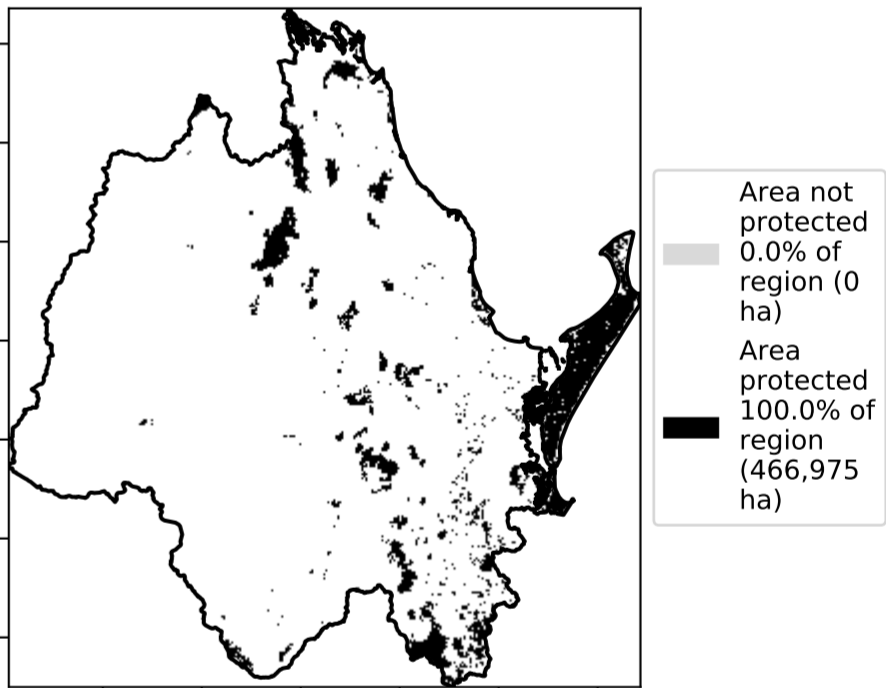 Area not
protected
0.0% of
region (0
ha)
Area
protected
100.0% of
region
(466,975
ha)